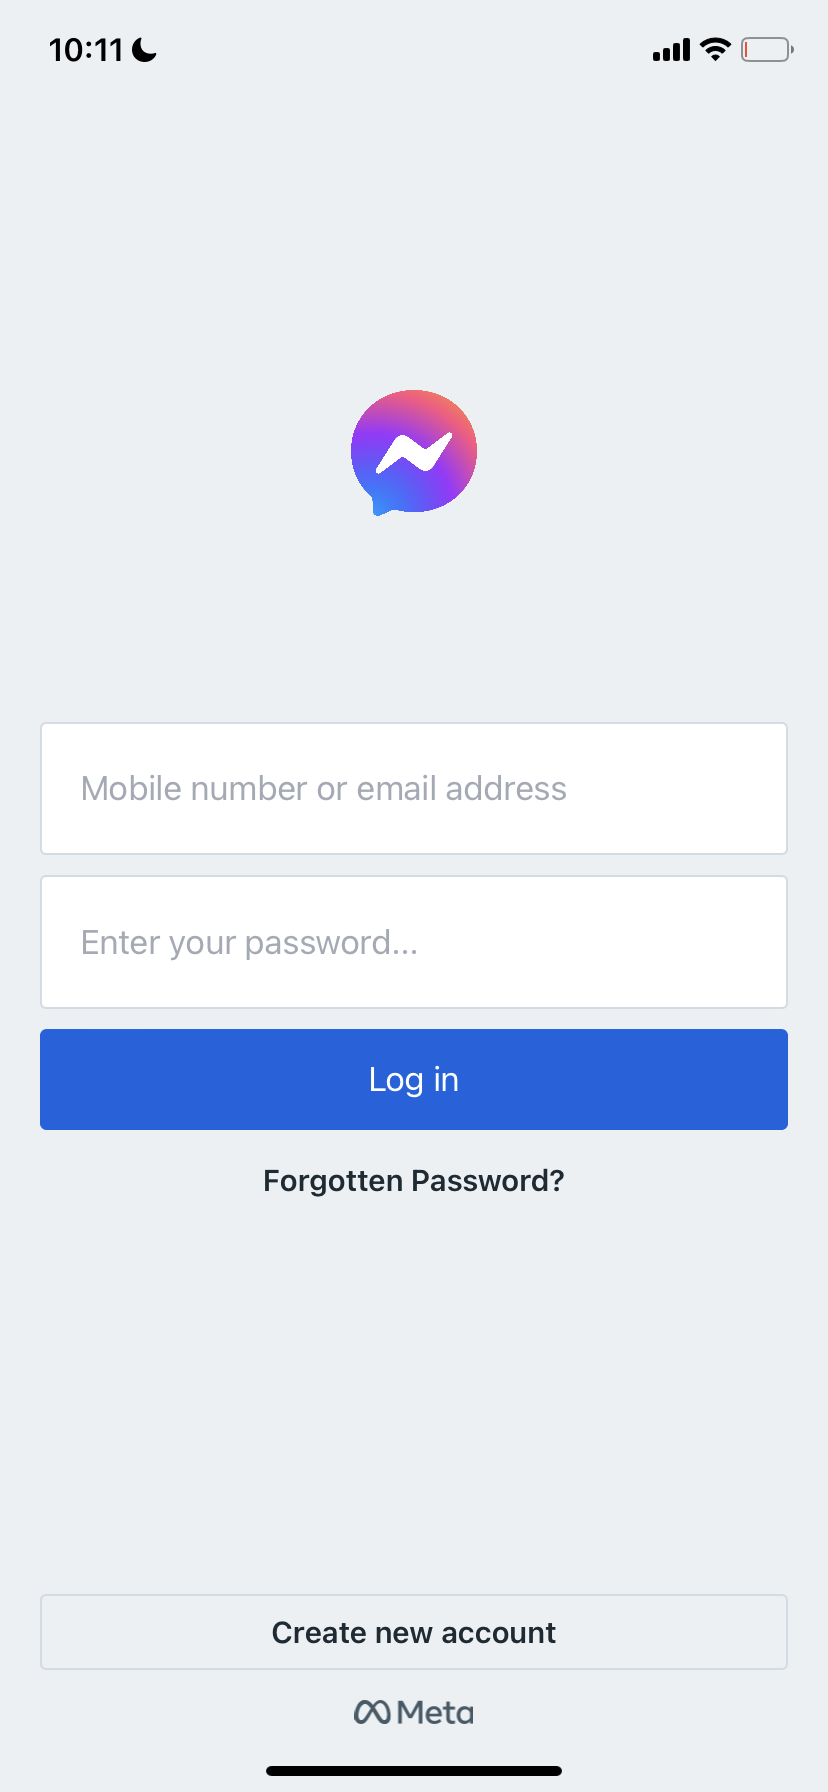 10:11
Mobile number or email address
Enter your password...
Log in
Forgotten Password?
Create new account
Meta